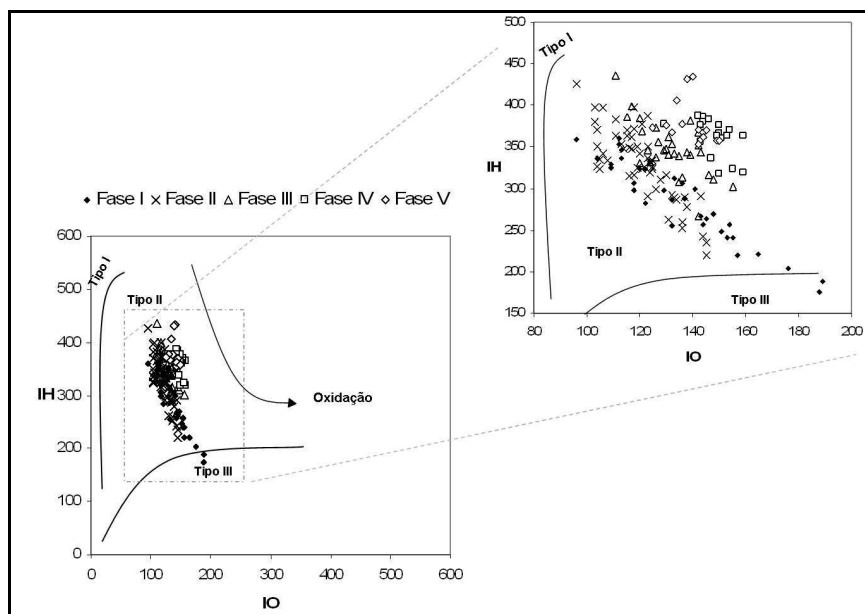 500
450
400
350
300
250
200
150
IH
Tipo I
Tipo II
Tipo III
80
100
120
140
160
180
200
IO
Fase I
Fase II
Fase III
Fase IV
Fase V
600
500
400
300
200
100
0
IH
Tipo I
Tipo II
Tipo III
Oxidação
0
100
200
300
400
500
600
IO